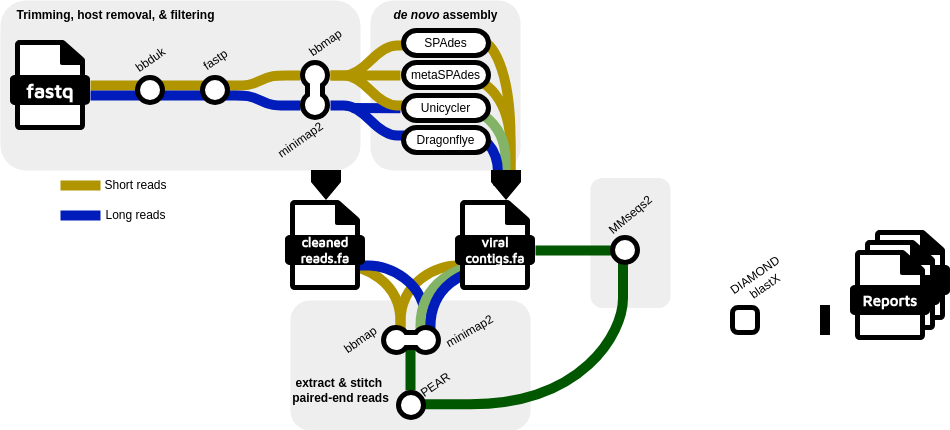 Trimming, host removal, & filtering
de novo assembly
fastq
bbduk
fastp
bbmap
minimap2
SPAdes
metaSPAdes
Unicycler
Dragonflye
Short reads
Long reads
cleaned
reads.fa
viral
contigs.fa
MMseqs2
DIAMOND
blastX
Reports
bbmap
minimap2
extract & stitch
paired-end reads
PEAR